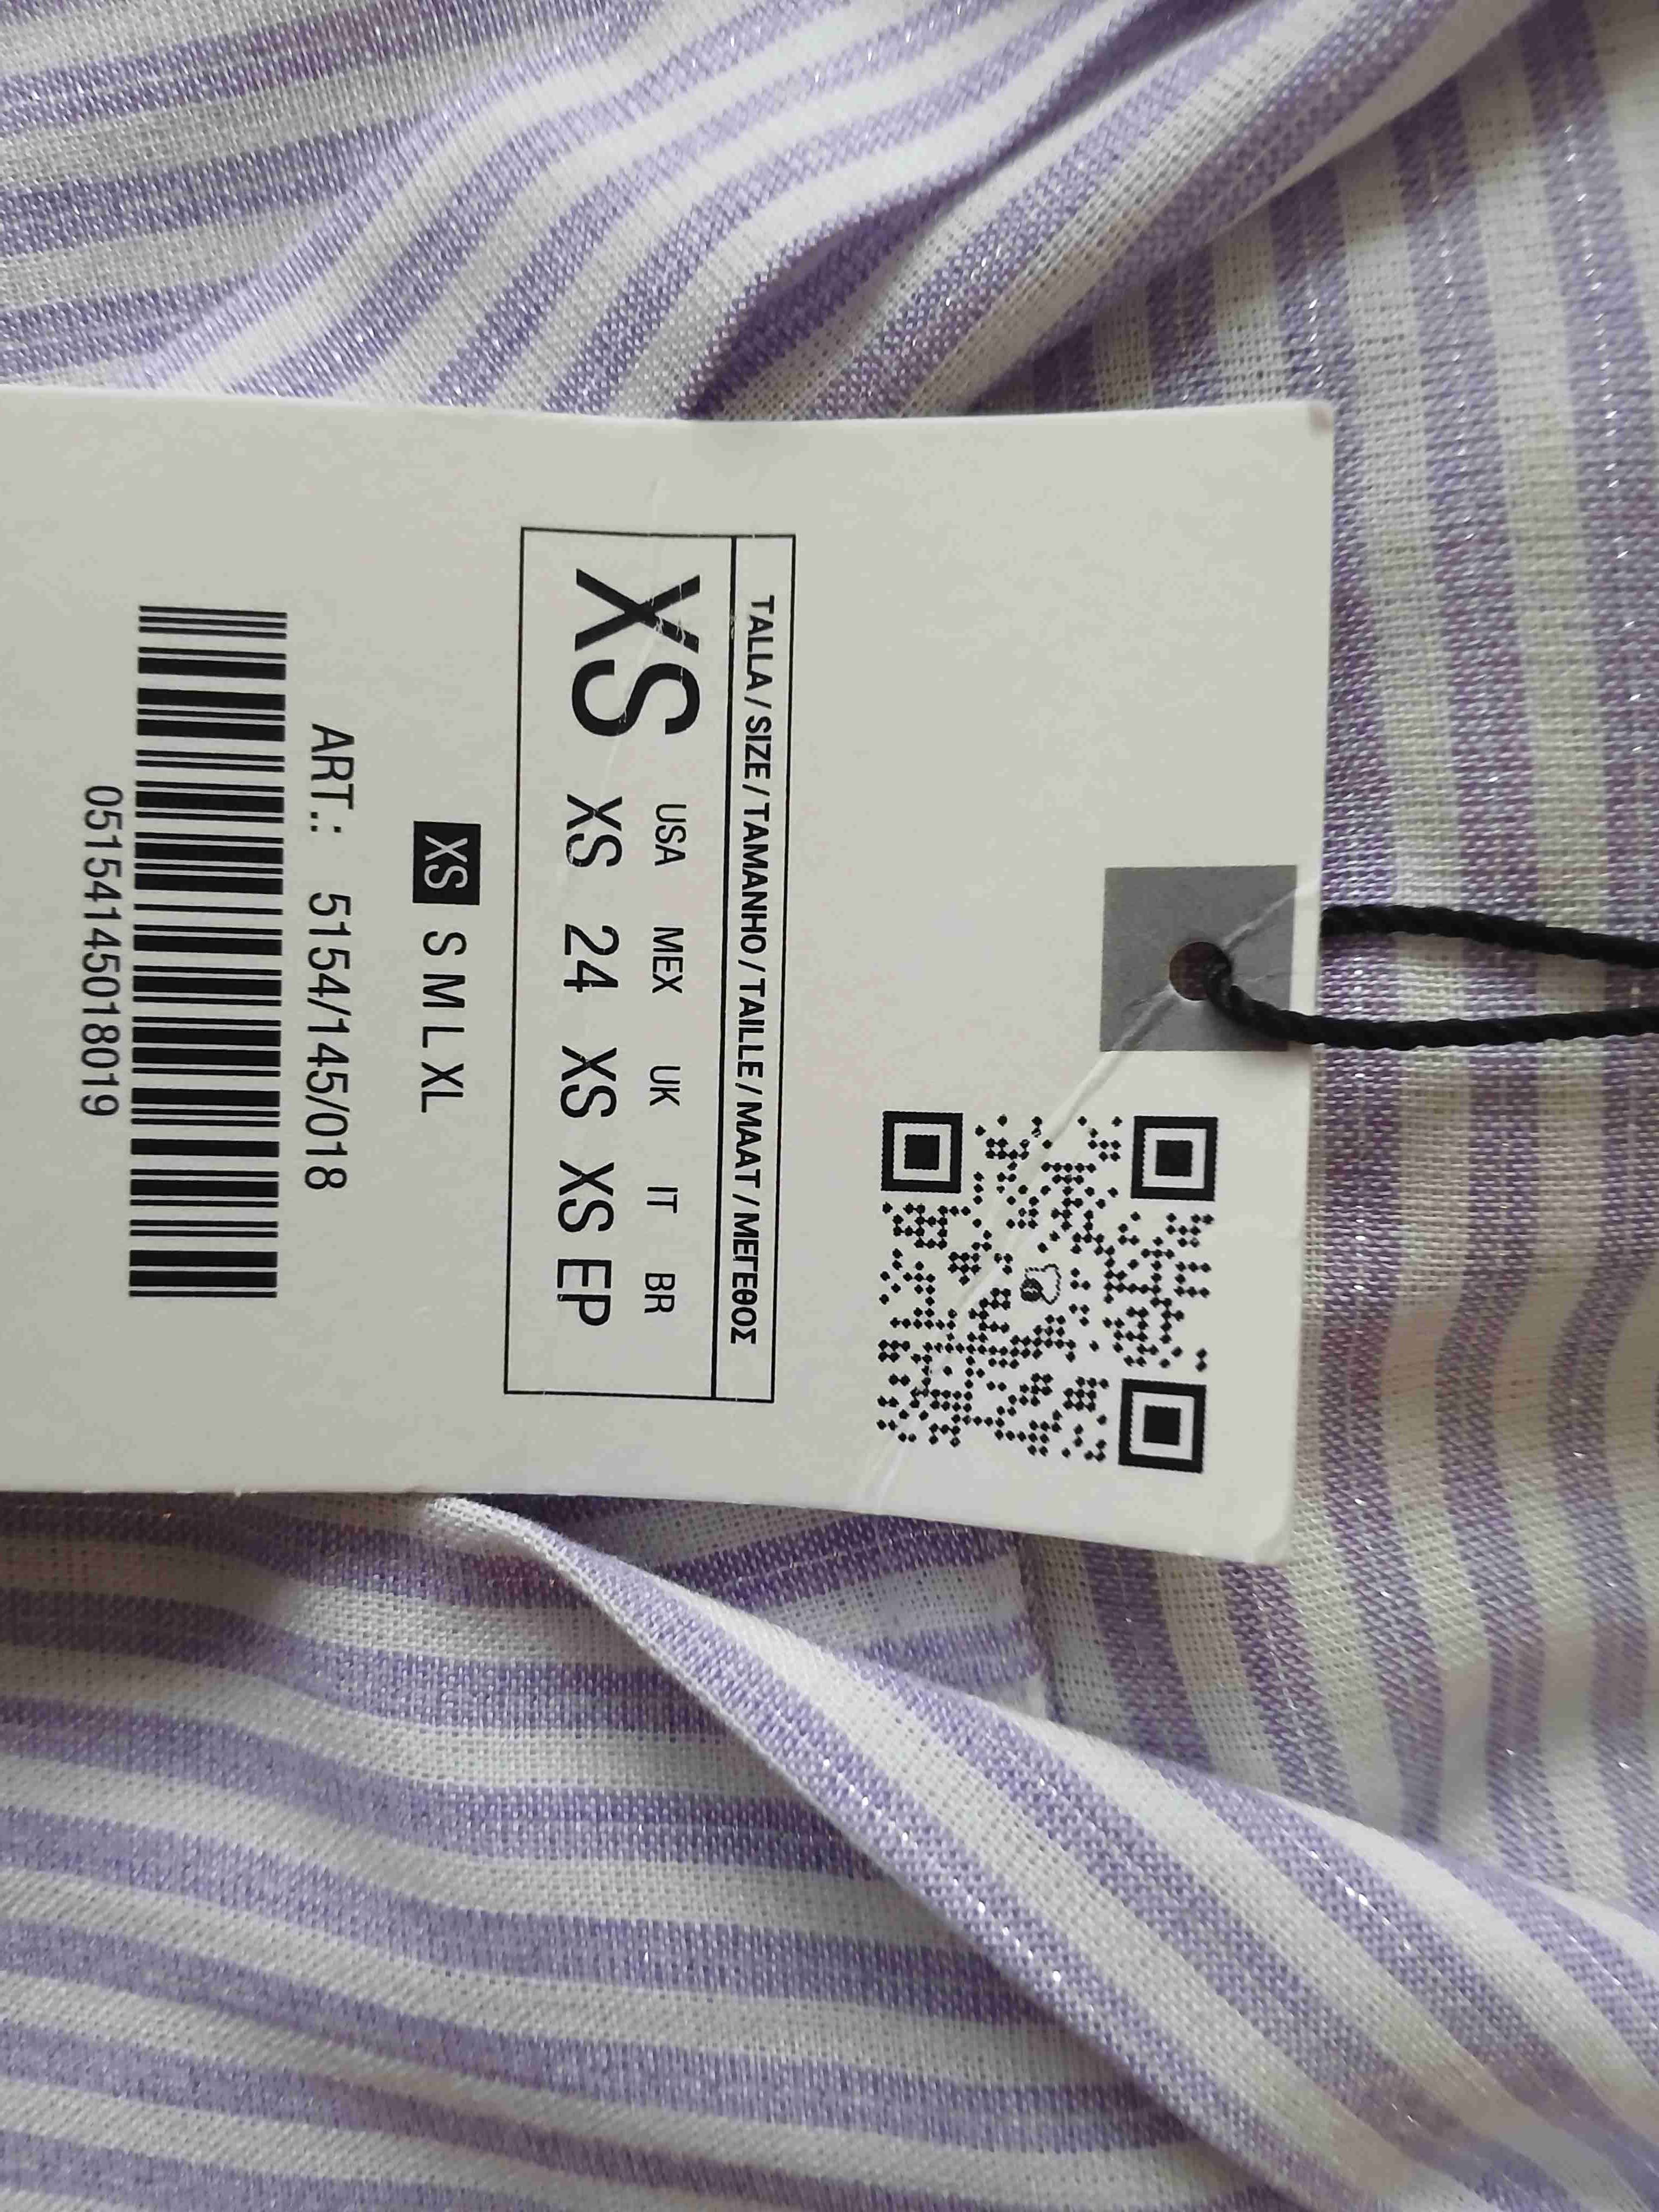 TALLA / SIZE / TAMANHO / TAILLE / MAAT / ΜΕΓΕΘΟΣ
USA MEX UK IT BR
XS XS 24 XS XS EP
XS S M L XL
ART.: 5154/145/018
05154145018019